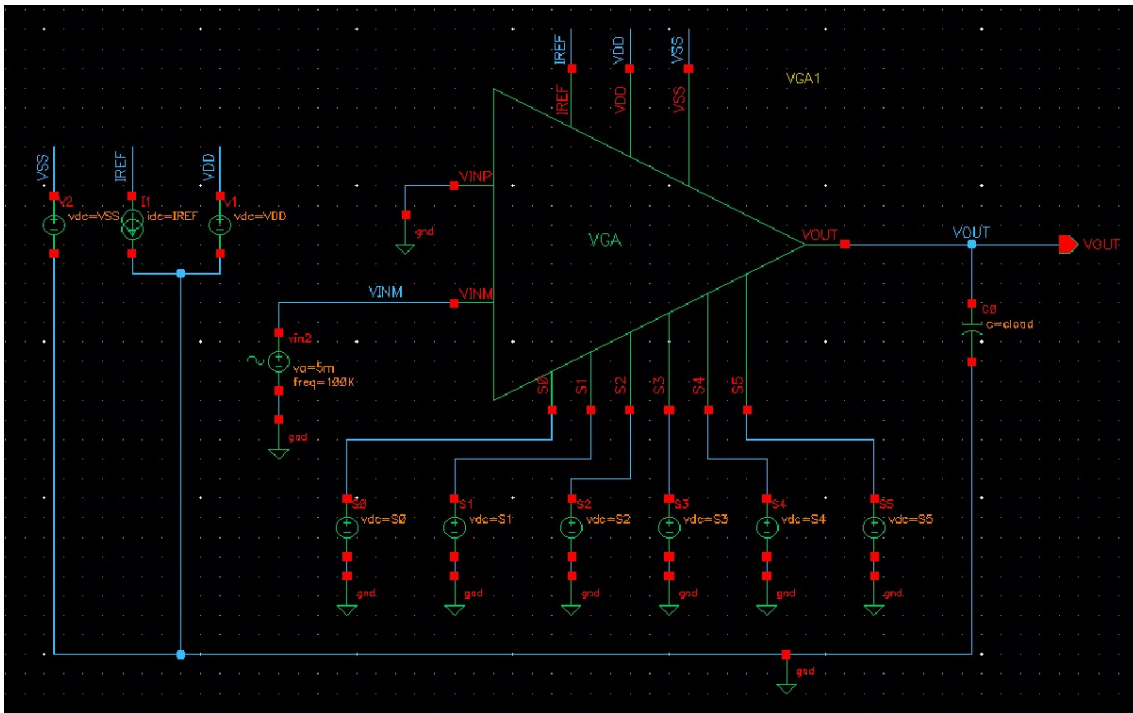 IREF
VDD
VSS
VGA1
IREF
VDD
VSS
VSS
IREF
VDD
VINP
V2
I1
V1
vdc=VSS
idc=IREF
vdc=VDD
gnd
VGA
VOUT
VOUT
VOUT
VINM
VINM
C0
c=cload
vin2
va=5m
freq=100K
S0
S1
S2
S3
S4
S5
gnd
S0
S1
S2
S3
S4
S5
vdc=S0
vdc=S1
vdc=S2
vdc=S3
vdc=S4
vdc=S5
gnd
gnd
gnd
gnd
gnd
gnd
gnd